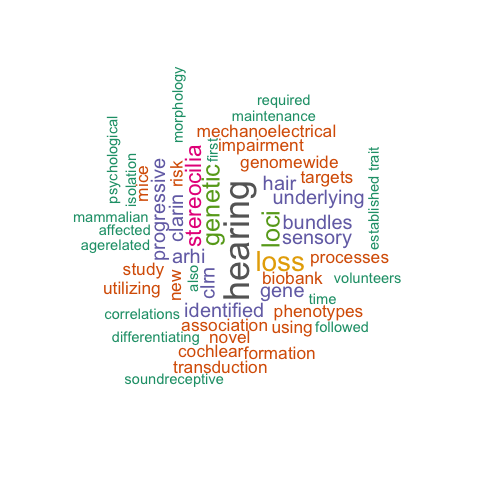 morphology
required
maintenance
psychological
first
mechanoelectrical
impairment
isolation
mice
risk
stereocilia
genetic
genomewide
established
trait
progressive
clarin
hair
targets
underlying
mammalian
affected
agerelated
hearing
loci
bundles
sensory
arhi
loss
processes
study
also
clm
biobank
volunteers
utilizing
new
gene
time
correlations
identified
phenotypes
association
using
followed
differentiating
novel
cochlear
formation
transduction
soundreceptive